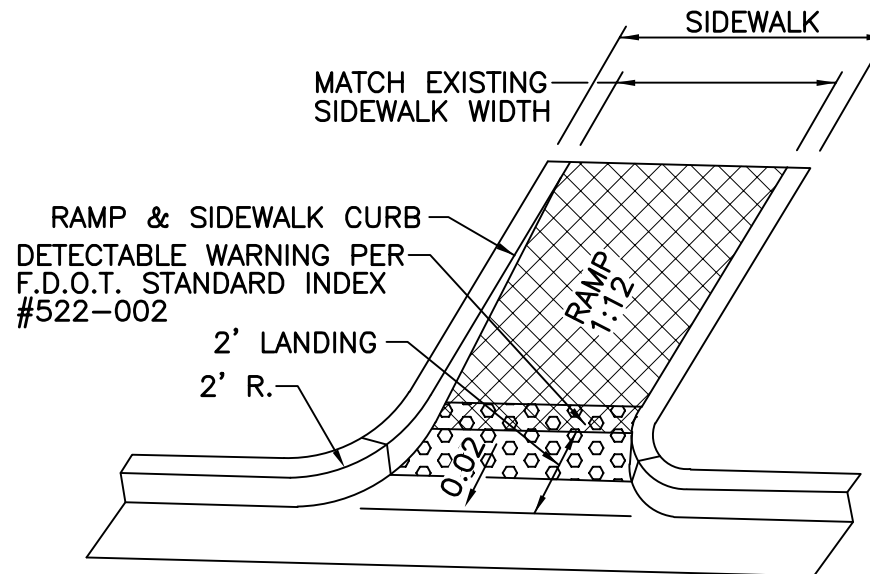 SIDEWALK
MATCH EXISTING
SIDEWALK WIDTH
RAMP & SIDEWALK CURB
DETECTABLE WARNING PER
F.D.O.T. STANDARD INDEX
#522-002
RAMP
1:12
2' LANDING
2' R.
0.02